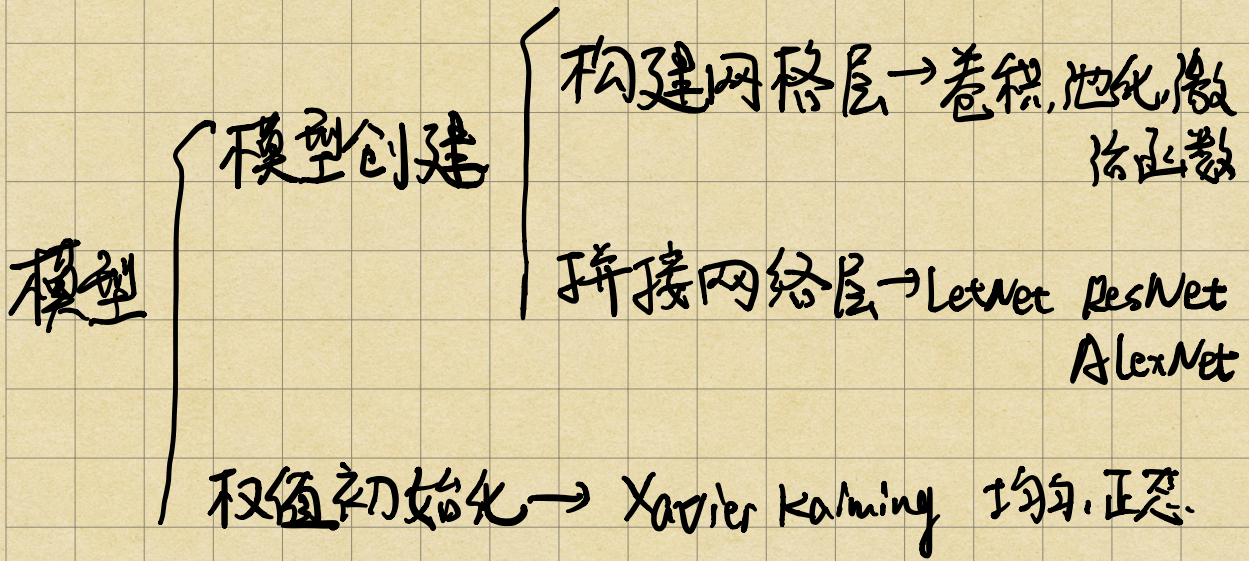 构建网格层→卷积,池化,激
活函数
模型创建
模型
拼接网络层→LetNet ResNet
AlexNet
权值初始化→ Xavier Kaiming 均匀,正态